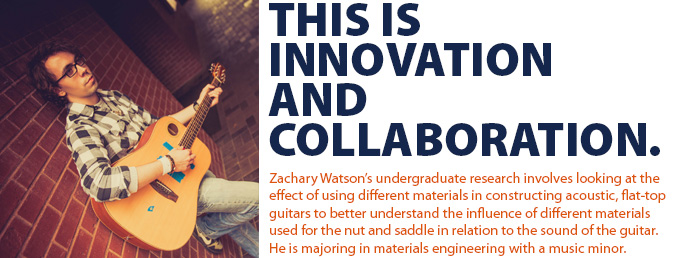 THIS IS
INNOVATION
AND
COLLABORATION.
Zachary Watson’s undergraduate research involves looking at the
effect of using different materials in constructing acoustic, flat-top
guitars to better understand the influence of different materials
used for the nut and saddle in relation to the sound of the guitar.
He is majoring in materials engineering with a music minor.